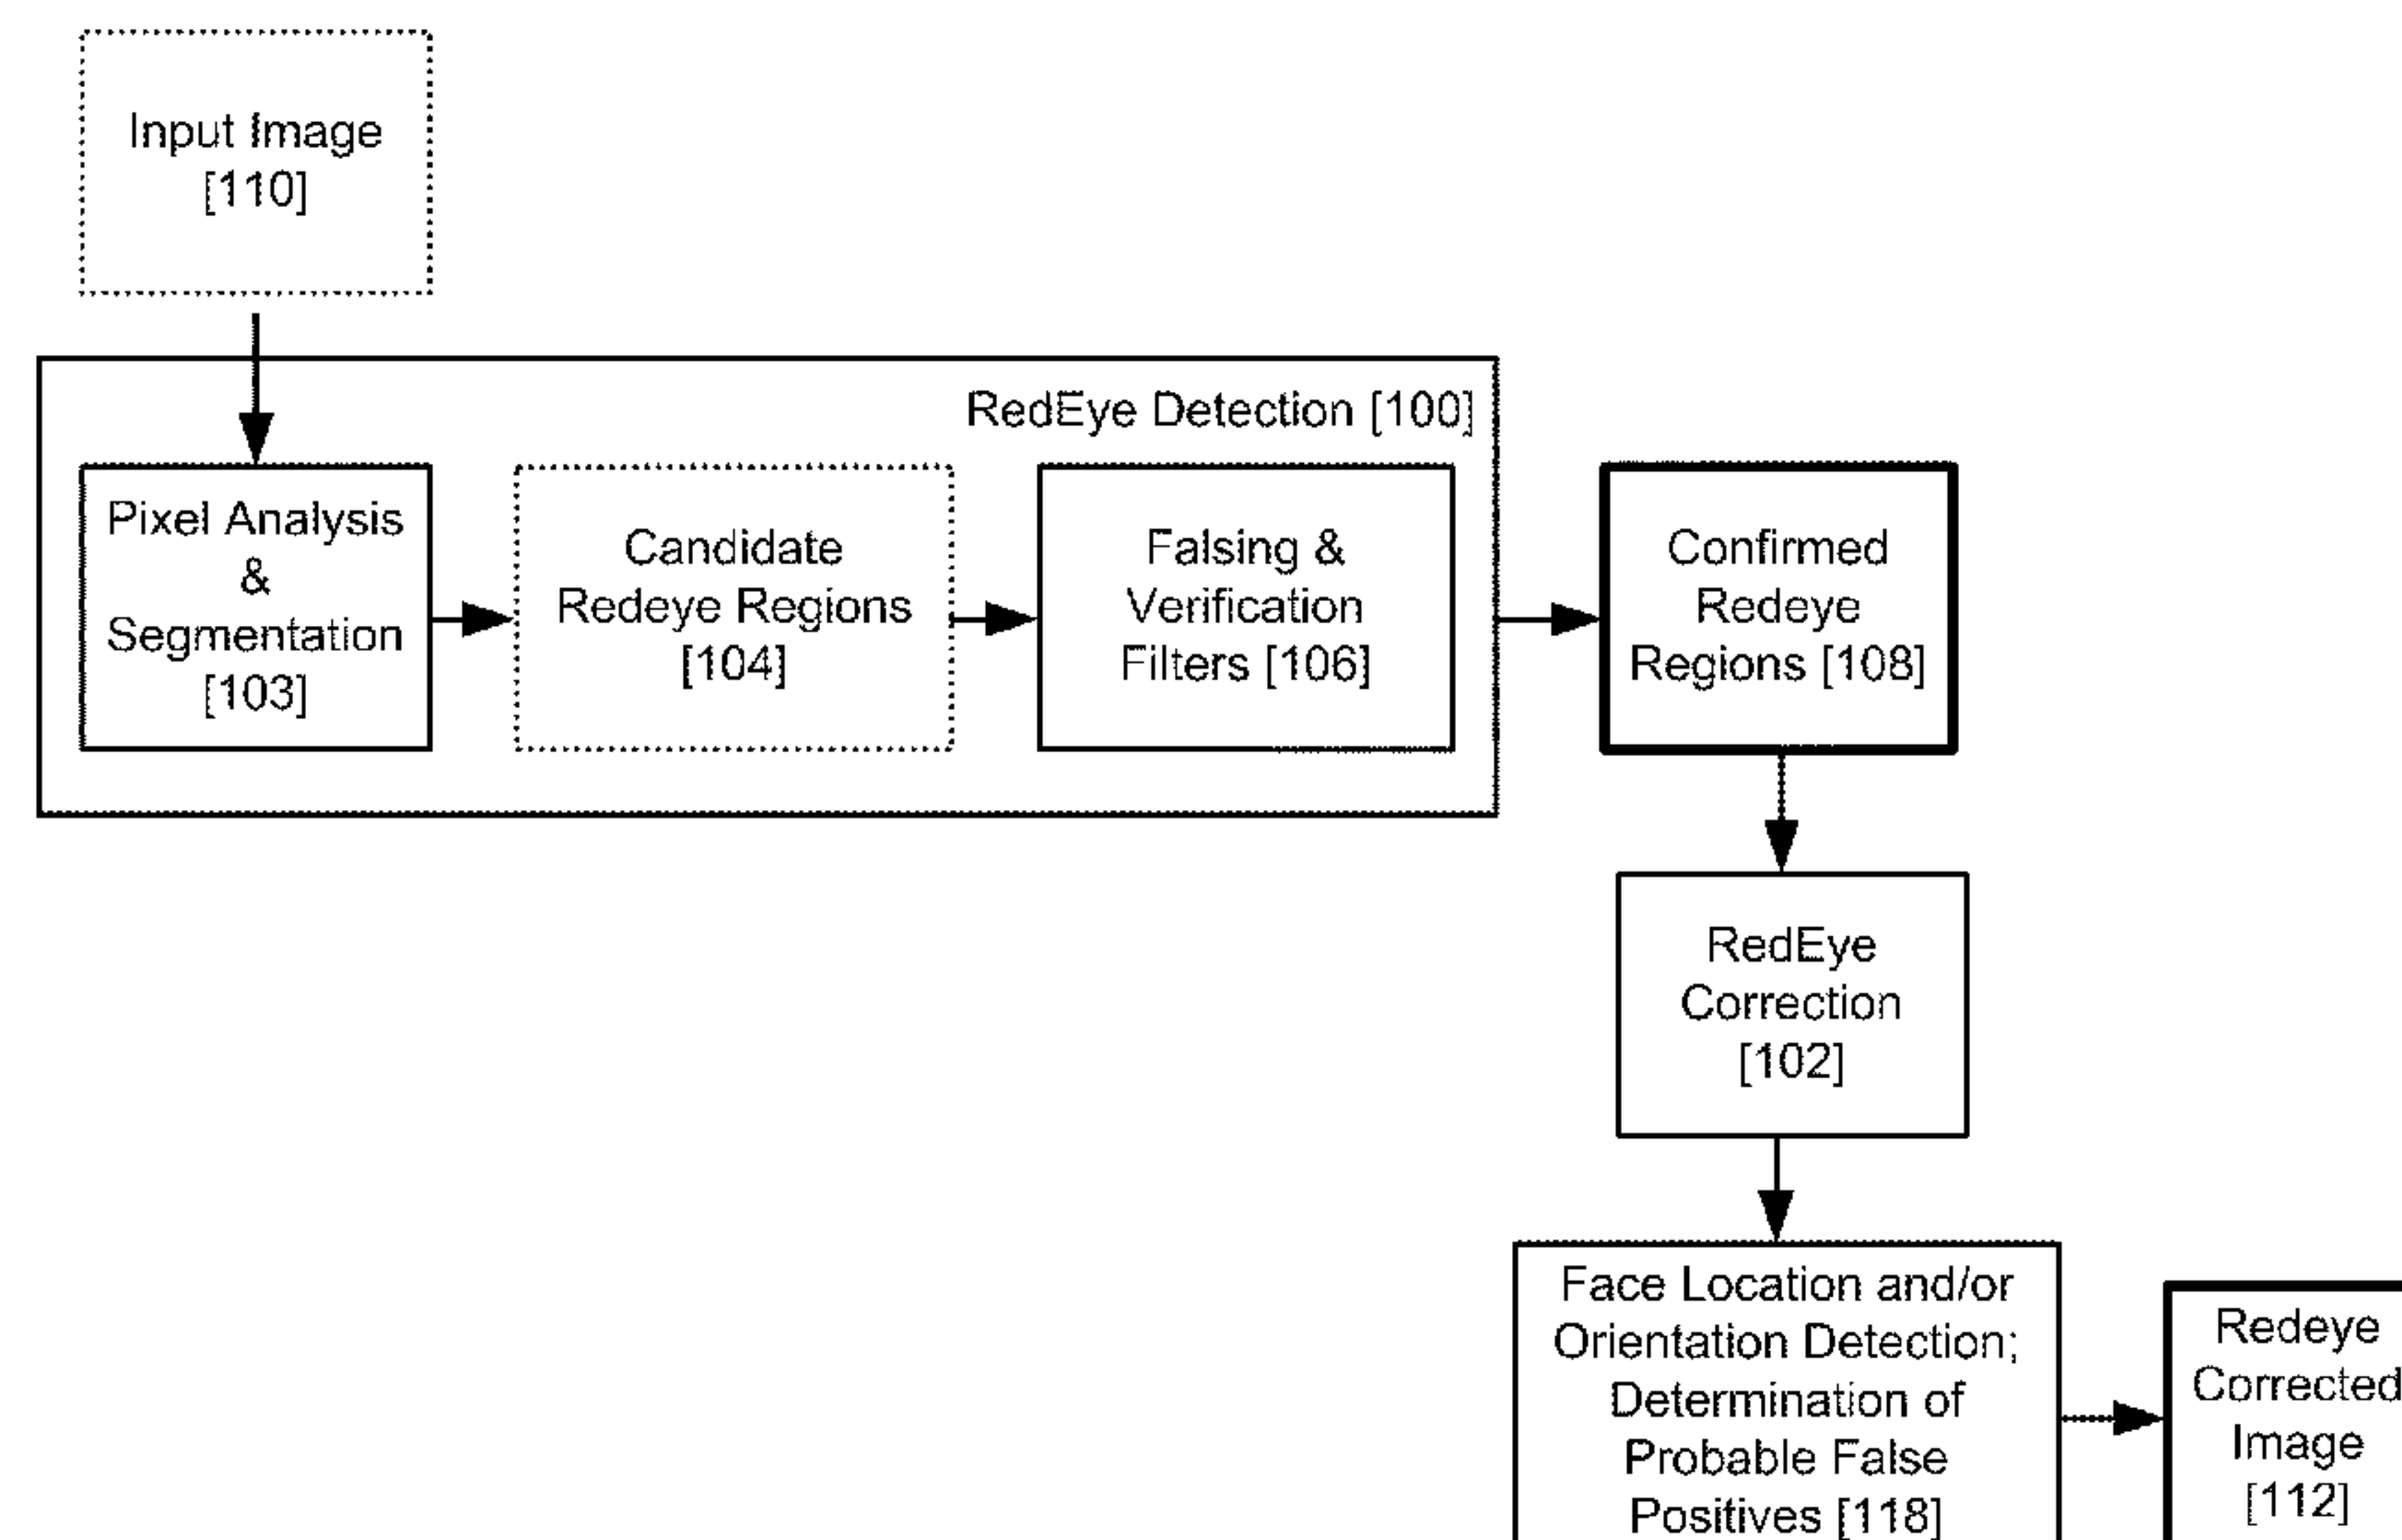 Input Image
[110]
RedEye Detection [100]
Pixel Analysis
&
Segmentation
[103]
Candidate
Redeye Regions
[104]
Falsing &
Verification
Filters [106]
Confirmed
Redeye
Regions [108]
RedEye
Correction
[102]
Face Location and/or
Orientation Detection;
Determination of
Probable False
Positives [118]
Redeye
Corrected
Image
[112]